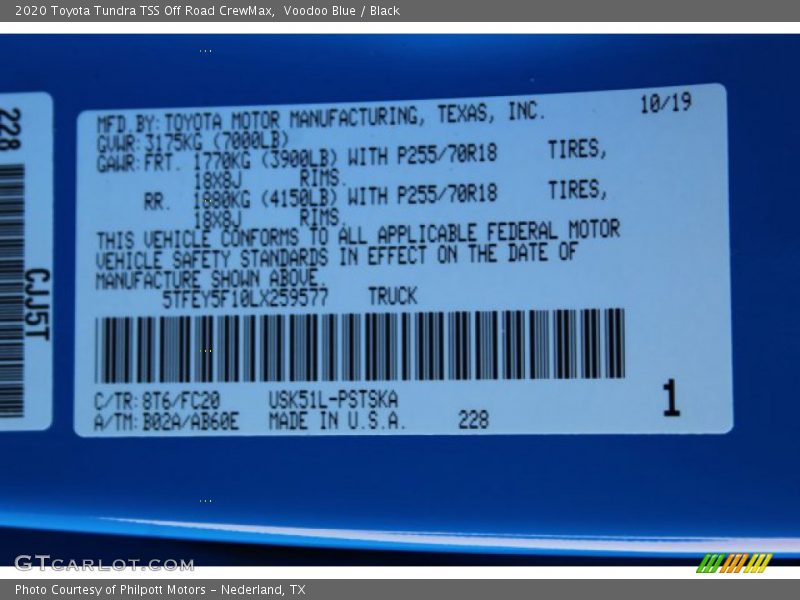 2020 Toyota Tundra TSS Off Road CrewMax, Voodoo Blue / Black
228
CJJ5T
MFD.BY: TOYOTA MOTOR MANUFACTURING, TEXAS, INC. 10/19
GVWR: 3175KG (7000LB)
GAWR: FRT. 1770KG (3900LB) WITH P255/70R18 TIRES,
18X8J RIMS.
RR. 1880KG (4150LB) WITH P255/70R18 TIRES,
18X8J RIMS.
THIS VEHICLE CONFORMS TO ALL APPLICABLE FEDERAL MOTOR
VEHICLE SAFETY STANDARDS IN EFFECT ON THE DATE OF
MANUFACTURE SHOWN ABOVE.
5TFEY5F10LX259577 TRUCK
C/TR: 8T6/FC20 USK51L-PSTSKA
A/TM: B02A/AB60E MADE IN U.S.A. 228
1
GTCARLOT.COM
Photo Courtesy of Philpott Motors - Nederland, TX